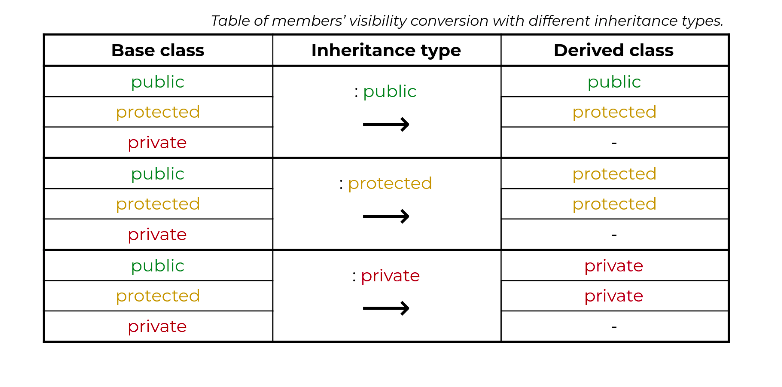 Table of members' visibility conversion with different inheritance types.
Base class Inheritance type Derived class
public : public public
protected protected
private -
public : protected protected
protected protected
private -
public : private private
protected private
private -